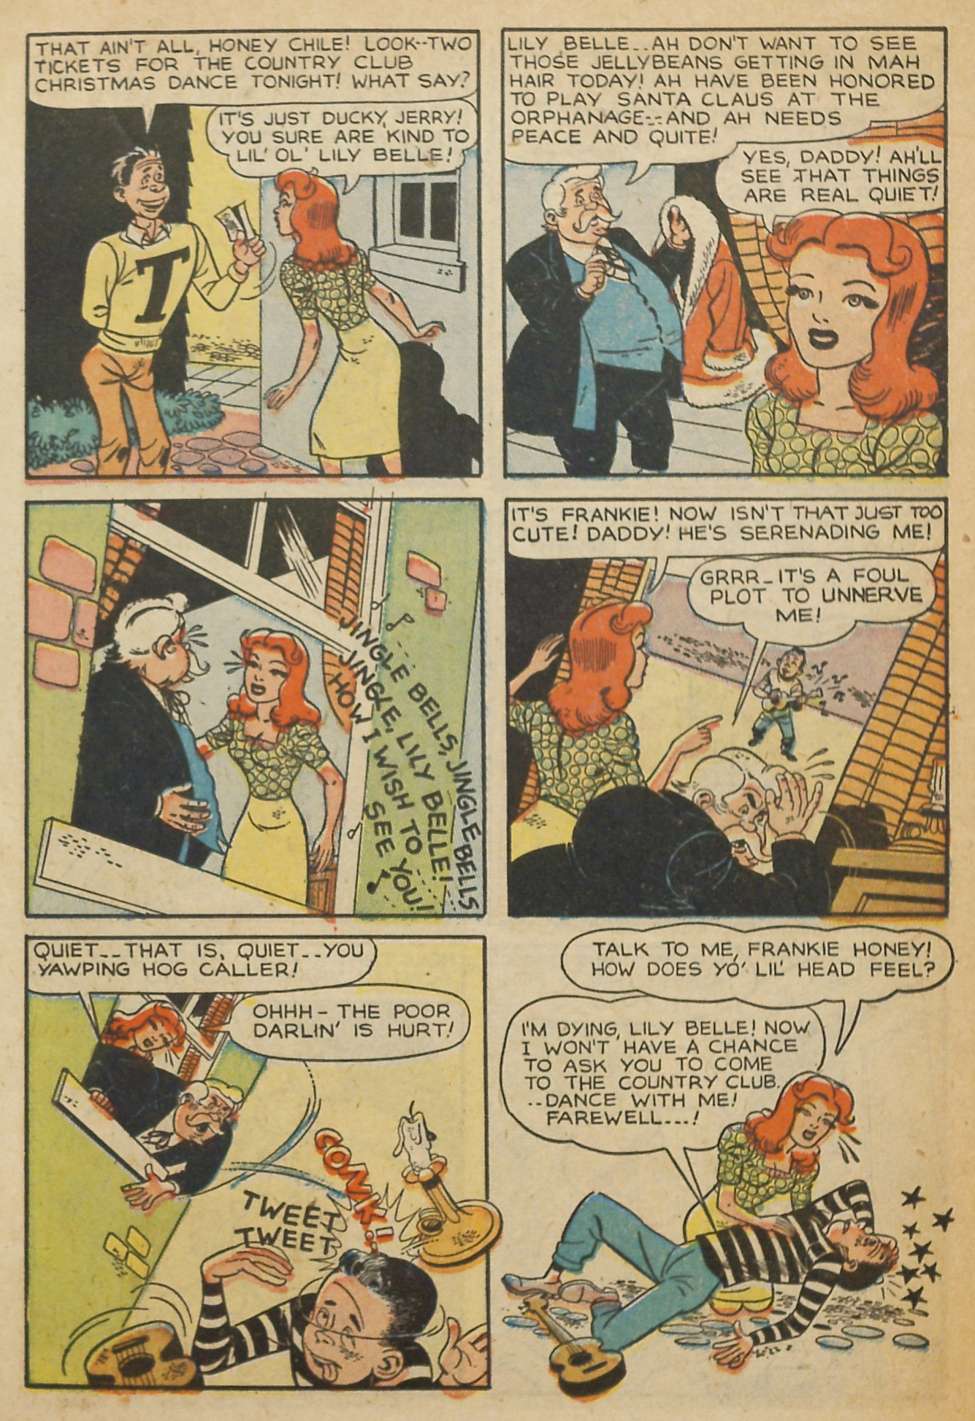 THAT AIN'T ALL, HONEY CHILE! LOOK--TWO
TICKETS FOR THE COUNTRY CLUB
CHRISTMAS DANCE TONIGHT! WHAT SAY?
IT'S JUST DUCKY, JERRY!
YOU SURE ARE KIND TO
LIL' OL' LILY BELLE!
T
LILY BELLE--AH DON'T WANT TO SEE
THOSE JELLYBEANS GETTING IN MAH
HAIR TODAY! AH HAVE BEEN HONORED
TO PLAY SANTA CLAUS AT THE
ORPHANAGE--AND AH NEEDS
PEACE AND QUITE!
YES, DADDY! AH'LL
SEE THAT THINGS
ARE REAL QUIET!
JINGLE BELLS, JINGLE BELLS
JINGLE, LILY BELLE!
HOW I WISH TO
SEE YOU!
IT'S FRANKIE! NOW ISN'T THAT JUST TOO
CUTE! DADDY! HE'S SERENADING ME!
GRRR-IT'S A FOUL
PLOT TO UNNERVE
ME!
QUIET--THAT IS, QUIET--YOU
YAWPING HOG CALLER!
OHHH-THE POOR
DARLIN' IS HURT!
CONK!
TWEET
TWEET
TALK TO ME, FRANKIE HONEY!
HOW DOES YO' LIL' HEAD FEEL?
I'M DYING, LILY BELLE! NOW
I WON'T HAVE A CHANCE
TO ASK YOU TO COME
TO THE COUNTRY CLUB
--DANCE WITH ME!
FAREWELL---!